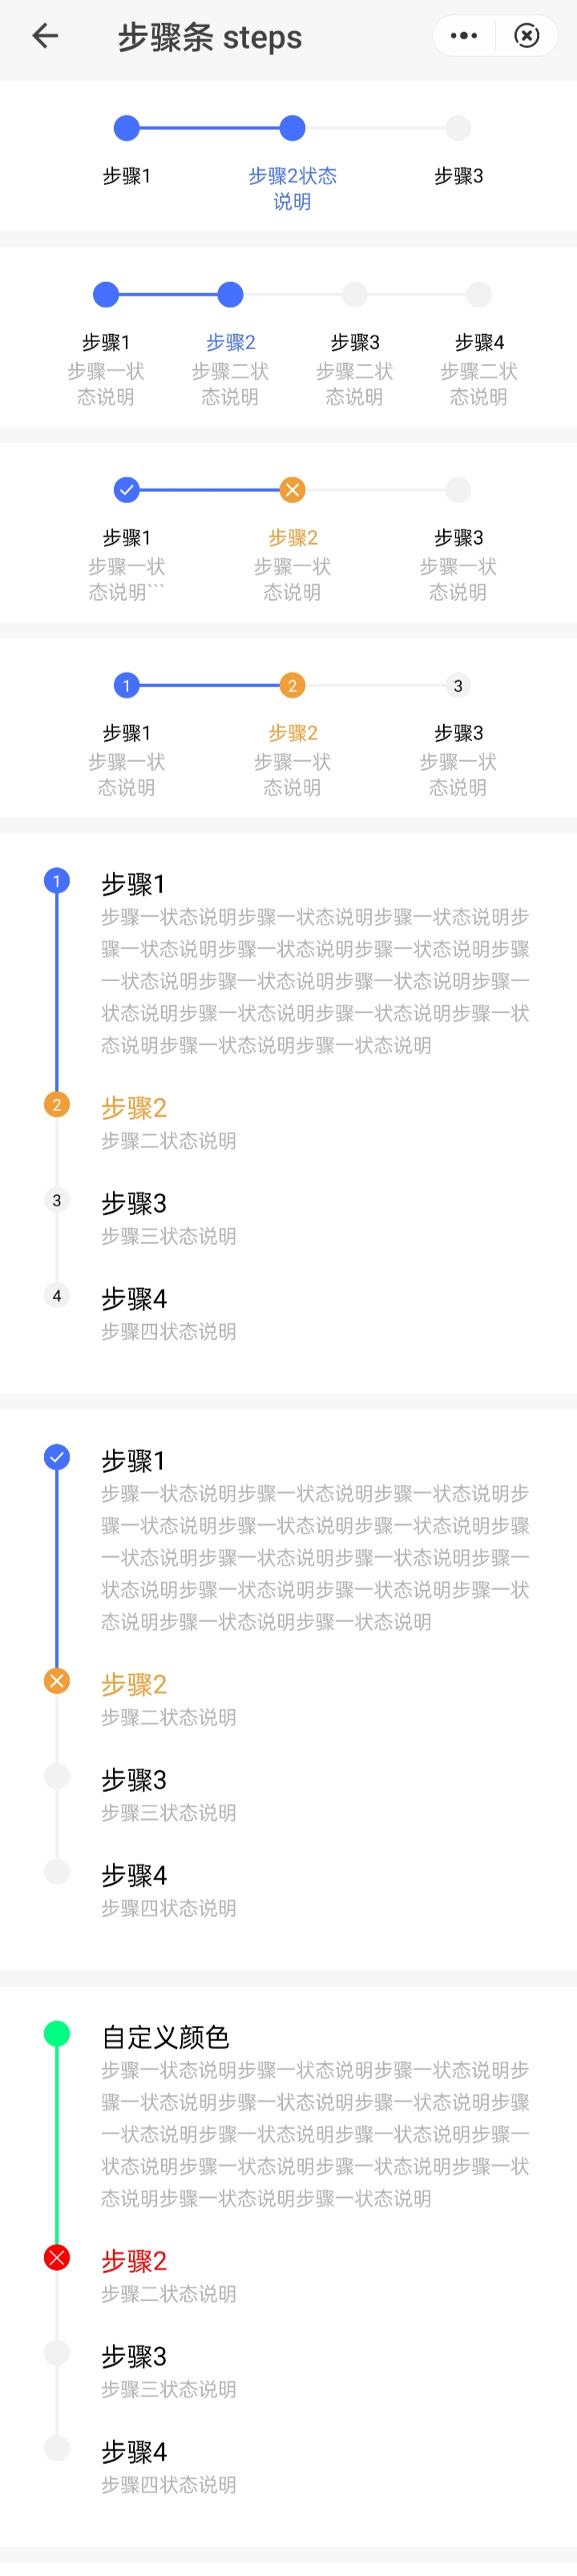 步骤条 steps
步骤1 步骤2状态 步骤3
说明
步骤1 步骤2 步骤3 步骤4
步骤一状 步骤二状 步骤二状 步骤二状
态说明 态说明 态说明 态说明
步骤1 步骤2 步骤3
步骤一状 步骤一状 步骤一状
态说明``` 态说明 态说明
1 2 3
步骤1 步骤2 步骤3
步骤一状 步骤一状 步骤一状
态说明 态说明 态说明
1 步骤1
步骤一状态说明步骤一状态说明步骤一状态说明步
骤一状态说明步骤一状态说明步骤一状态说明步骤
一状态说明步骤一状态说明步骤一状态说明步骤一
状态说明步骤一状态说明步骤一状态说明步骤一状
态说明步骤一状态说明步骤一状态说明
2 步骤2
步骤二状态说明
3 步骤3
步骤三状态说明
4 步骤4
步骤四状态说明
步骤1
步骤一状态说明步骤一状态说明步骤一状态说明步
骤一状态说明步骤一状态说明步骤一状态说明步骤
一状态说明步骤一状态说明步骤一状态说明步骤一
状态说明步骤一状态说明步骤一状态说明步骤一状
态说明步骤一状态说明步骤一状态说明
步骤2
步骤二状态说明
步骤3
步骤三状态说明
步骤4
步骤四状态说明
自定义颜色
步骤一状态说明步骤一状态说明步骤一状态说明步
骤一状态说明步骤一状态说明步骤一状态说明步骤
一状态说明步骤一状态说明步骤一状态说明步骤一
状态说明步骤一状态说明步骤一状态说明步骤一状
态说明步骤一状态说明步骤一状态说明
步骤2
步骤二状态说明
步骤3
步骤三状态说明
步骤4
步骤四状态说明